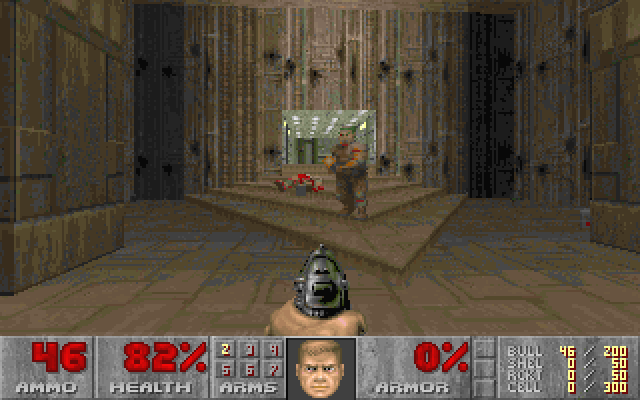 46 82% 2 3 4 0% BULL 46 / 200
5 6 7 SHEL 0 / 50
RCKT 0 / 50
AMMO HEALTH ARMS ARMOR CELL 0 / 300